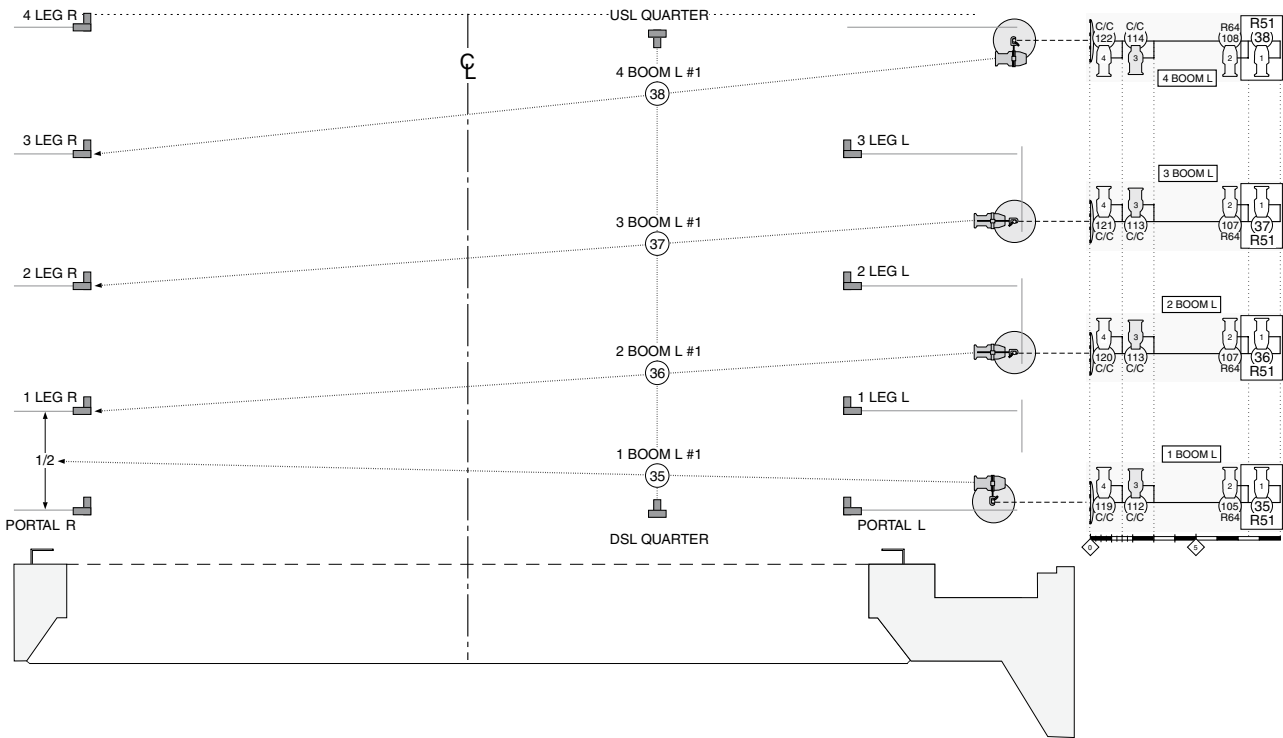 4 LEG R
USL QUARTER
℄
4 BOOM L #1
38
3 LEG R
3 LEG L
3 BOOM L #1
37
2 LEG R
2 LEG L
2 BOOM L #1
36
1 LEG R
1 LEG L
1/2
1 BOOM L #1
35
PORTAL R
PORTAL L
DSL QUARTER
C/C C/C R64 R51
122 114 108 38
4 3 2 1
4 BOOM L
3 BOOM L
4 3 2 1
121 113 107 37
C/C C/C R64 R51
2 BOOM L
4 3 2 1
120 113 107 36
C/C C/C R64 R51
1 BOOM L
4 3 2 1
119 112 105 35
C/C C/C R64 R51
0 5